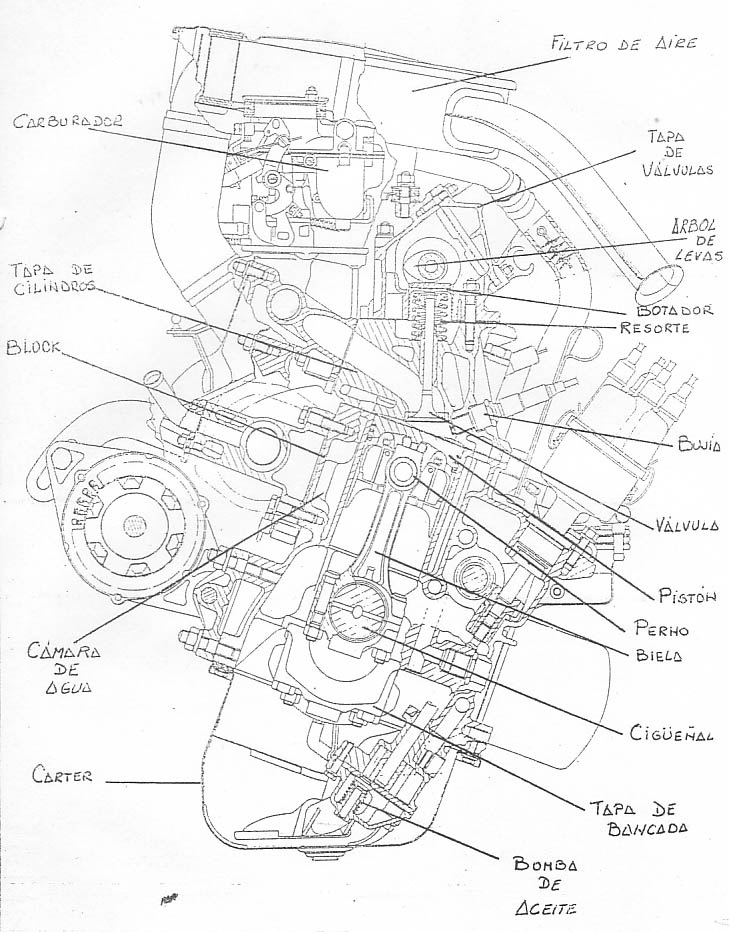 FILTRO DE AIRE
CARBURADOR
TAPA
DE
VÁLVULAS
ARBOL
DE
LEVAS
TAPA DE
CILINDROS
BOTADOR
RESORTE
BLOCK
BUJÍA
VÁLVULA
PISTÓN
PERNO
BIELA
CÁMARA
DE
AGUA
CIGÜEÑAL
CARTER
TAPA DE
BANCADA
BOMBA
DE
ACEITE